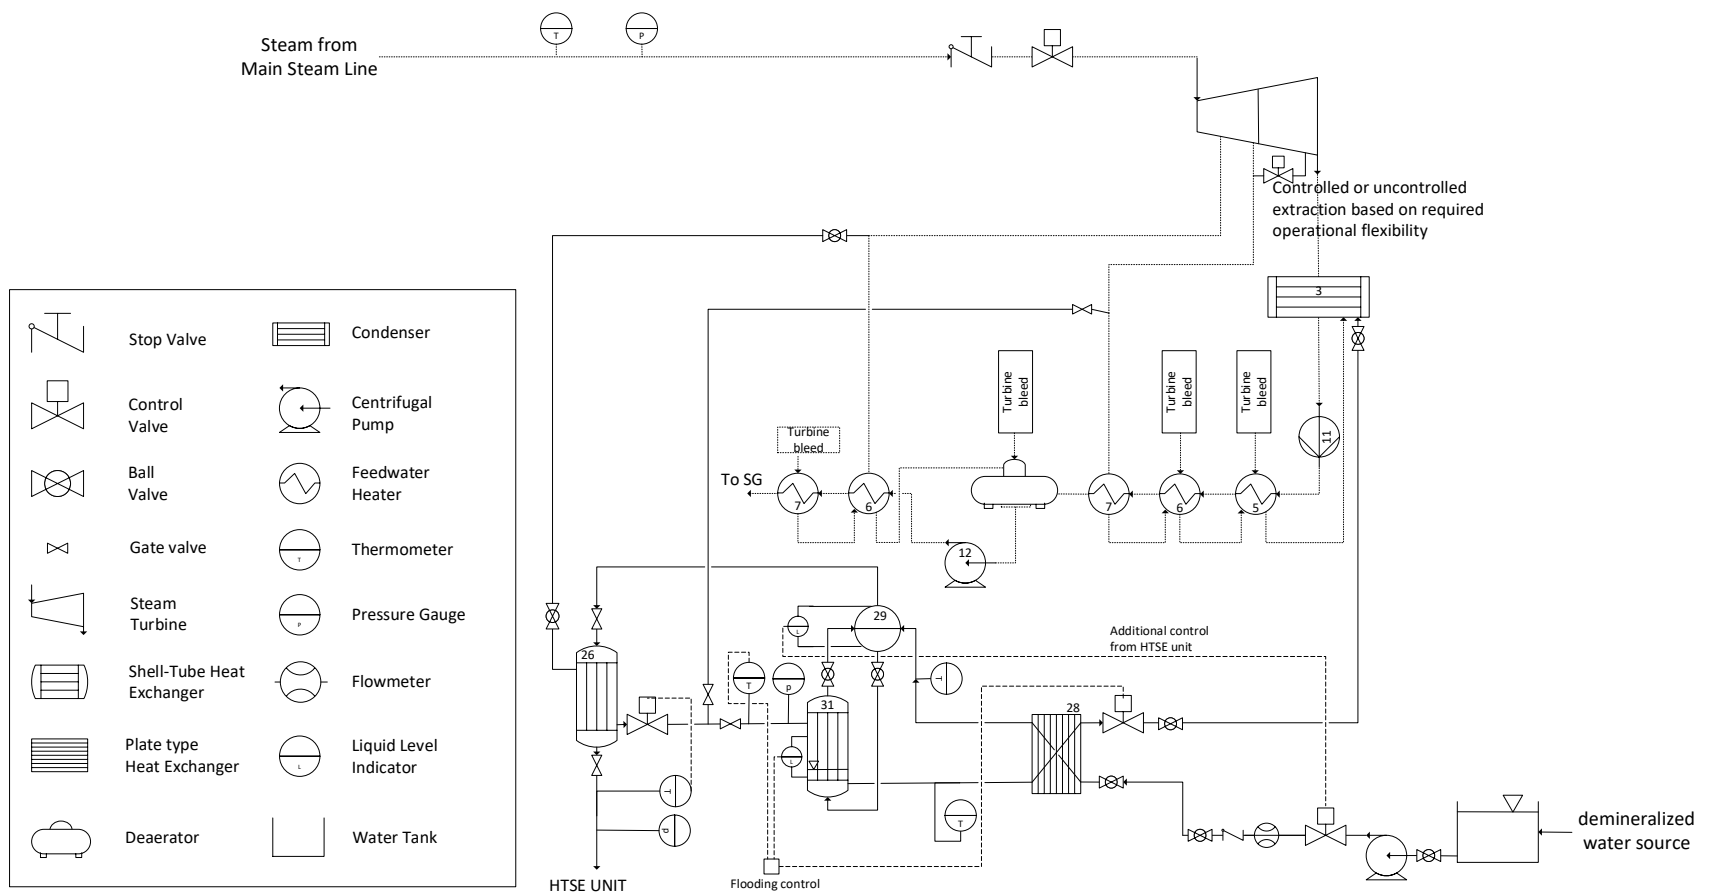 T
P
Steam from
Main Steam Line
Controlled or uncontrolled
extraction based on required
operational flexibility
3
Stop Valve
Condenser
Control
Valve
Centrifugal
Pump
Ball
Valve
Feedwater
Heater
Gate valve
T
Thermometer
Steam
Turbine
P
Pressure Gauge
Shell-Tube Heat
Exchanger
Flowmeter
Plate type
Heat Exchanger
L
Liquid Level
Indicator
Deaerator
Water Tank
Turbine
bleed
Turbine
bleed
Turbine
bleed
Turbine
bleed
11
To SG
7
6
7
6
5
12
29
L
Additional control
from HTSE unit
26
T
p
T
31
28
L
T
T
p
demineralized
water source
HTSE UNIT
Flooding control